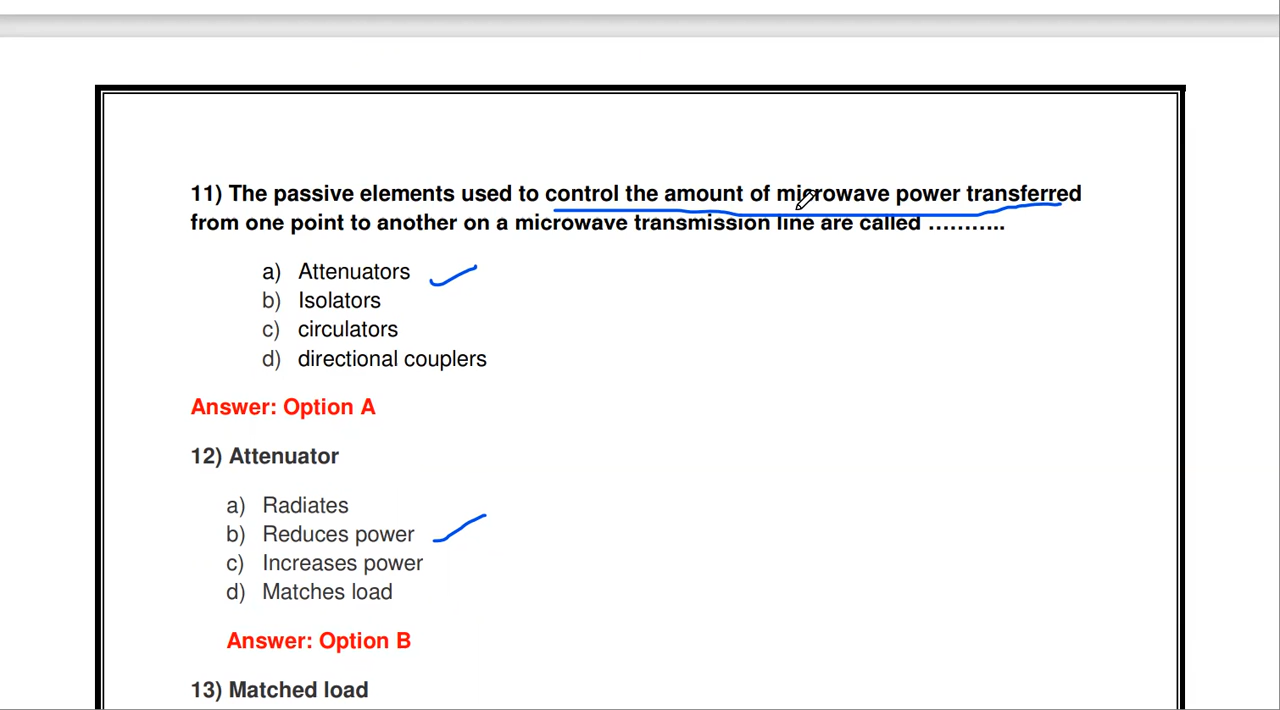 11) The passive elements used to control the amount of microwave power transferred
from one point to another on a microwave transmission line are called ………..
a) Attenuators
b) Isolators
c) circulators
d) directional couplers
Answer: Option A
12) Attenuator
a) Radiates
b) Reduces power
c) Increases power
d) Matches load
Answer: Option B
13) Matched load